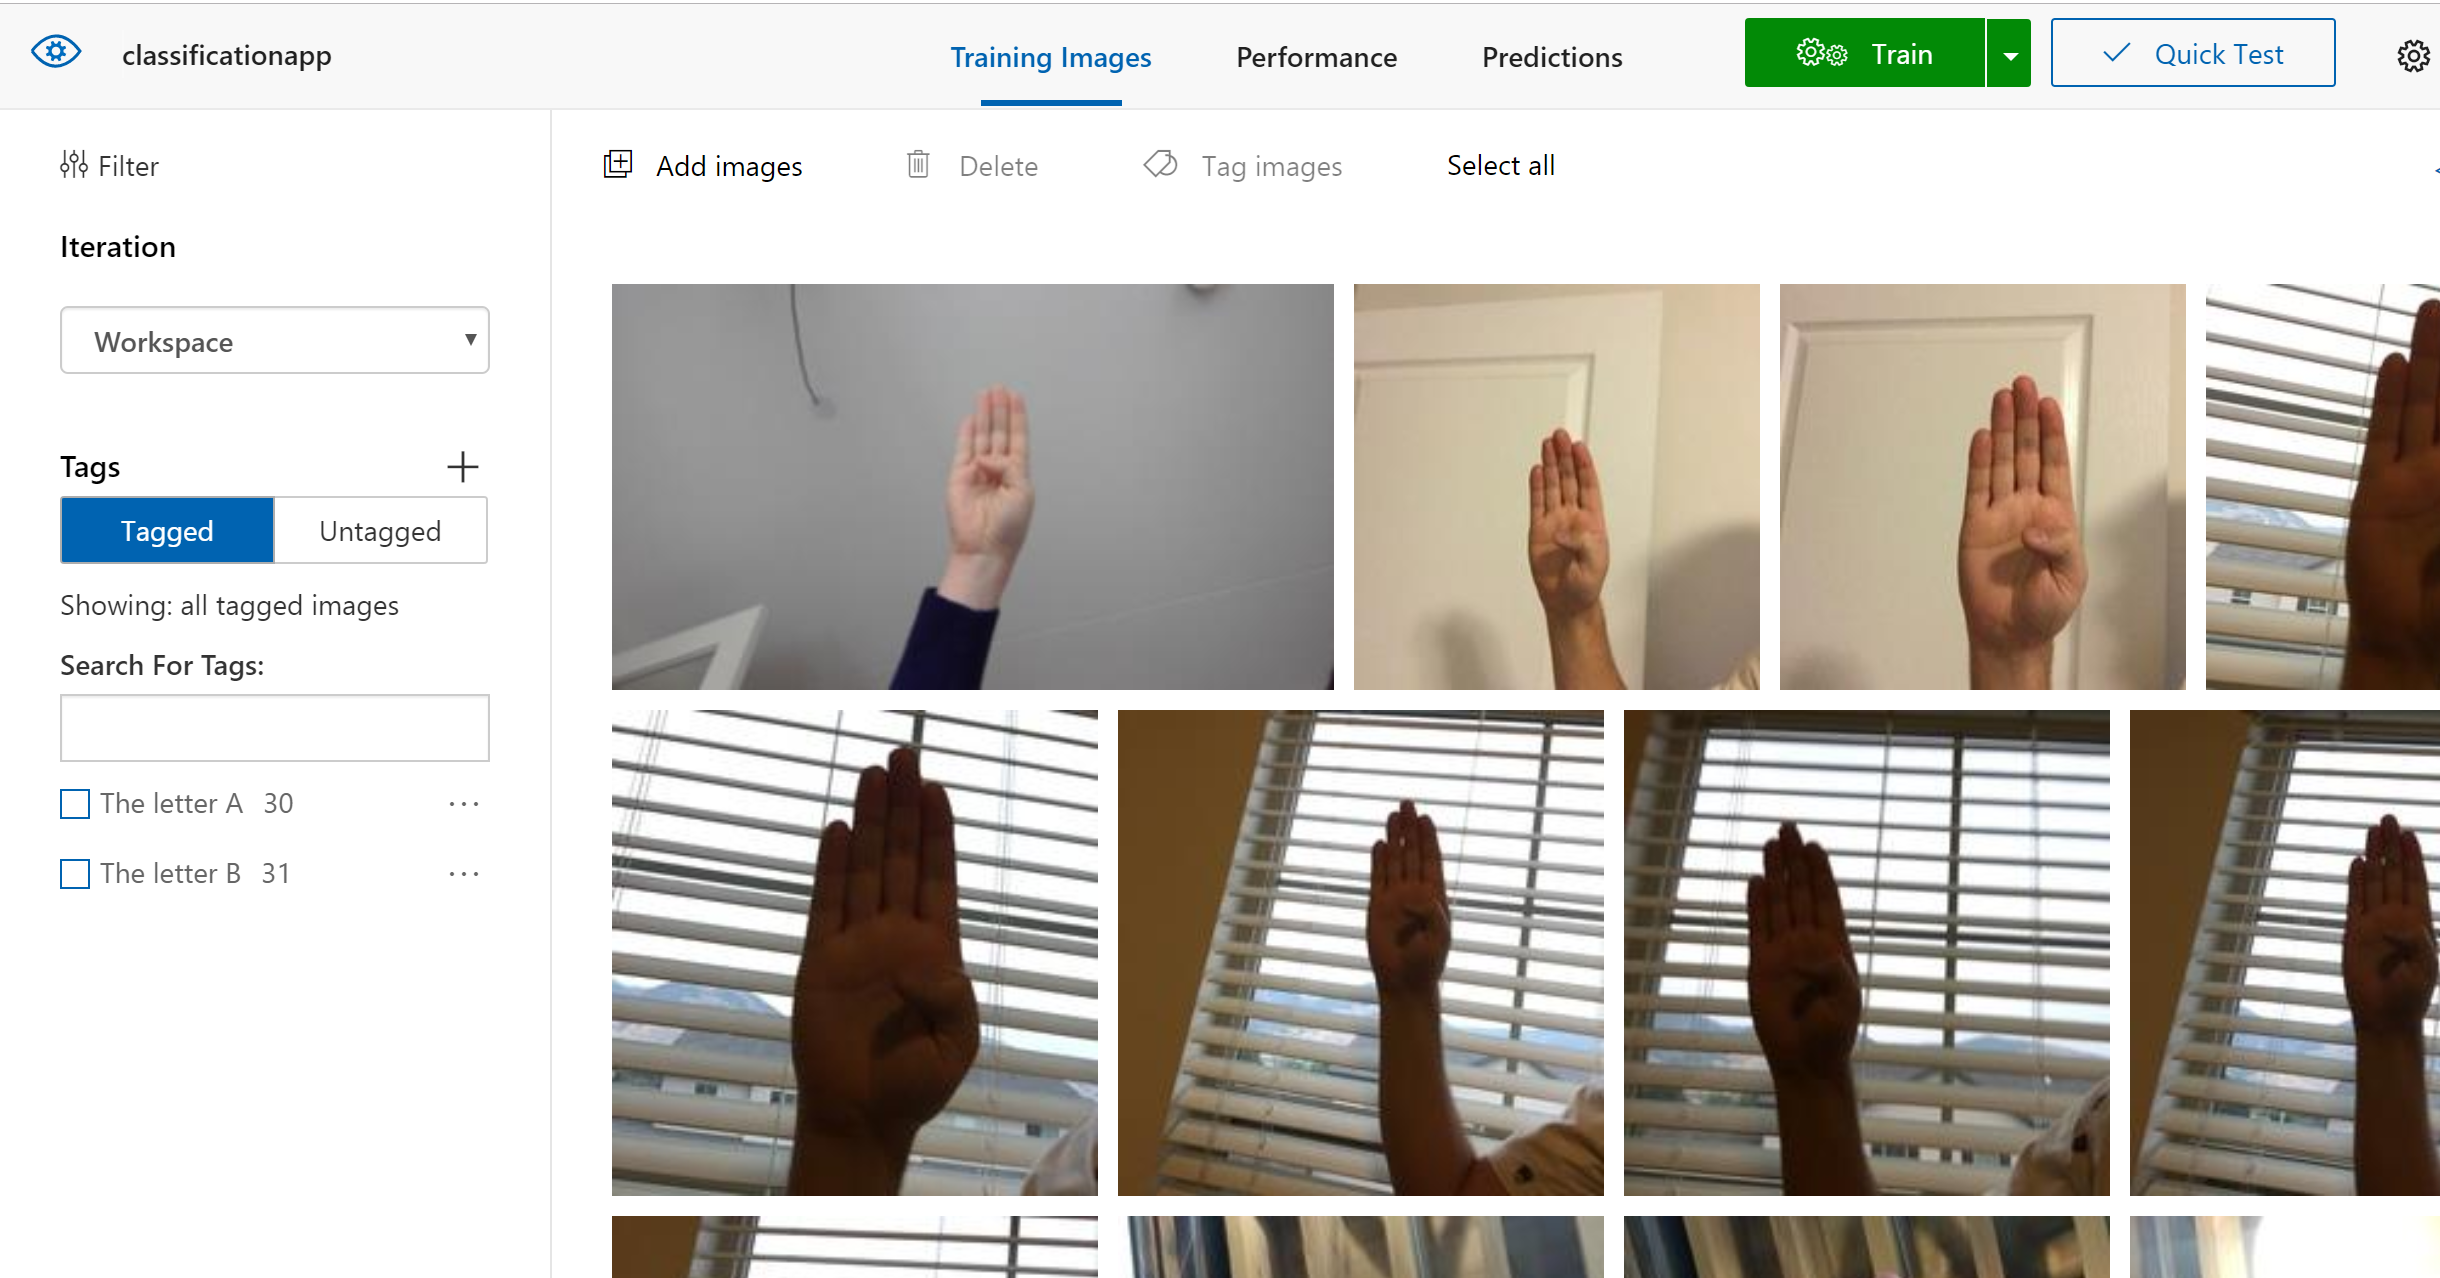 classificationapp
Training Images
Performance
Predictions
Train
Quick Test
Filter
Add images
Delete
Tag images
Select all
Iteration
Workspace
Tags
Tagged
Untagged
Showing: all tagged images
Search For Tags:
The letter A 30
The letter B 31